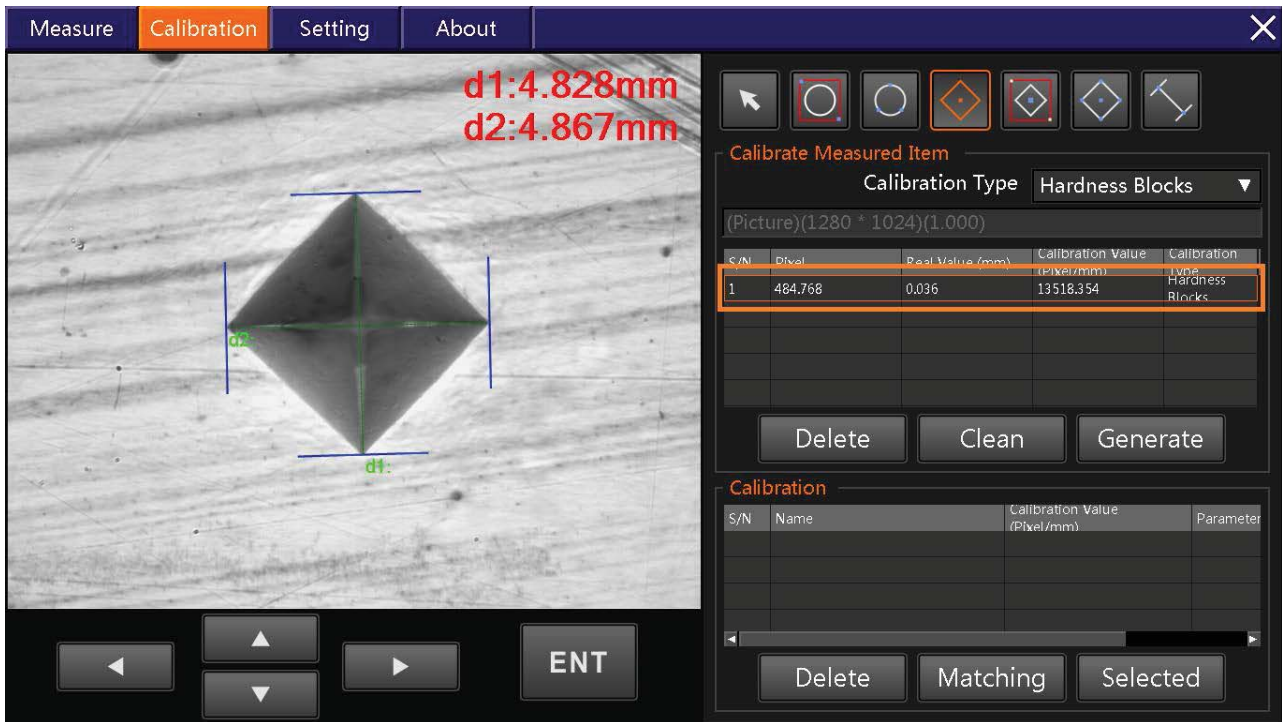 Measure Calibration Setting About
d1:4.828mm
d2:4.867mm
d2:
d1:
ENT
Calibrate Measured Item
Calibration Type Hardness Blocks
(Picture)(1280 * 1024)(1.000)
S/N Pixel Real Value (mm) Calibration Value (Pixel/mm) Calibration Type
1 484.768 0.036 13518.354 Hardness Blocks
Delete Clean Generate
Calibration
S/N Name Calibration Value (Pixel/mm) Parameter
Delete Matching Selected